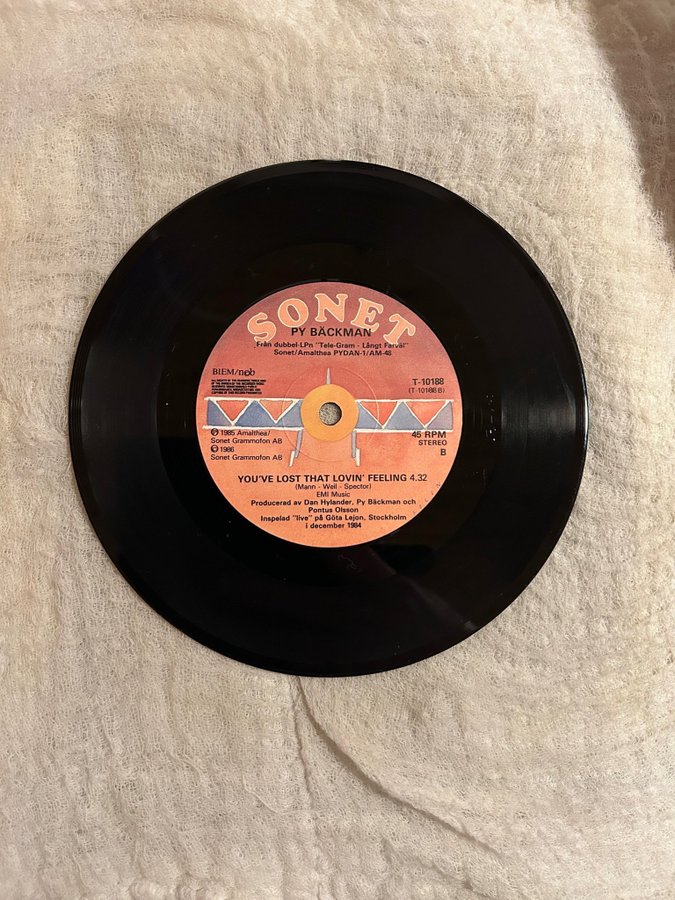 SONET
PY BÄCKMAN
Från dubbel-LPn "Tele-Gram - Långt Farväl"
Sonet/Amalthea PYDAN-1/AM-48
BIEM/ncb
T-10188
(T-10188 B)
℗ 1985 Amalthea/
Sonet Grammofon AB
© 1986
Sonet Grammofon AB
45 RPM
STEREO
B
YOU'VE LOST THAT LOVIN' FEELING 4.32
(Mann - Weil - Spector)
EMI Music
Producerad av Dan Hylander, Py Bäckman och
Pontus Olsson
Inspelad "live" på Göta Lejon, Stockholm
i december 1984